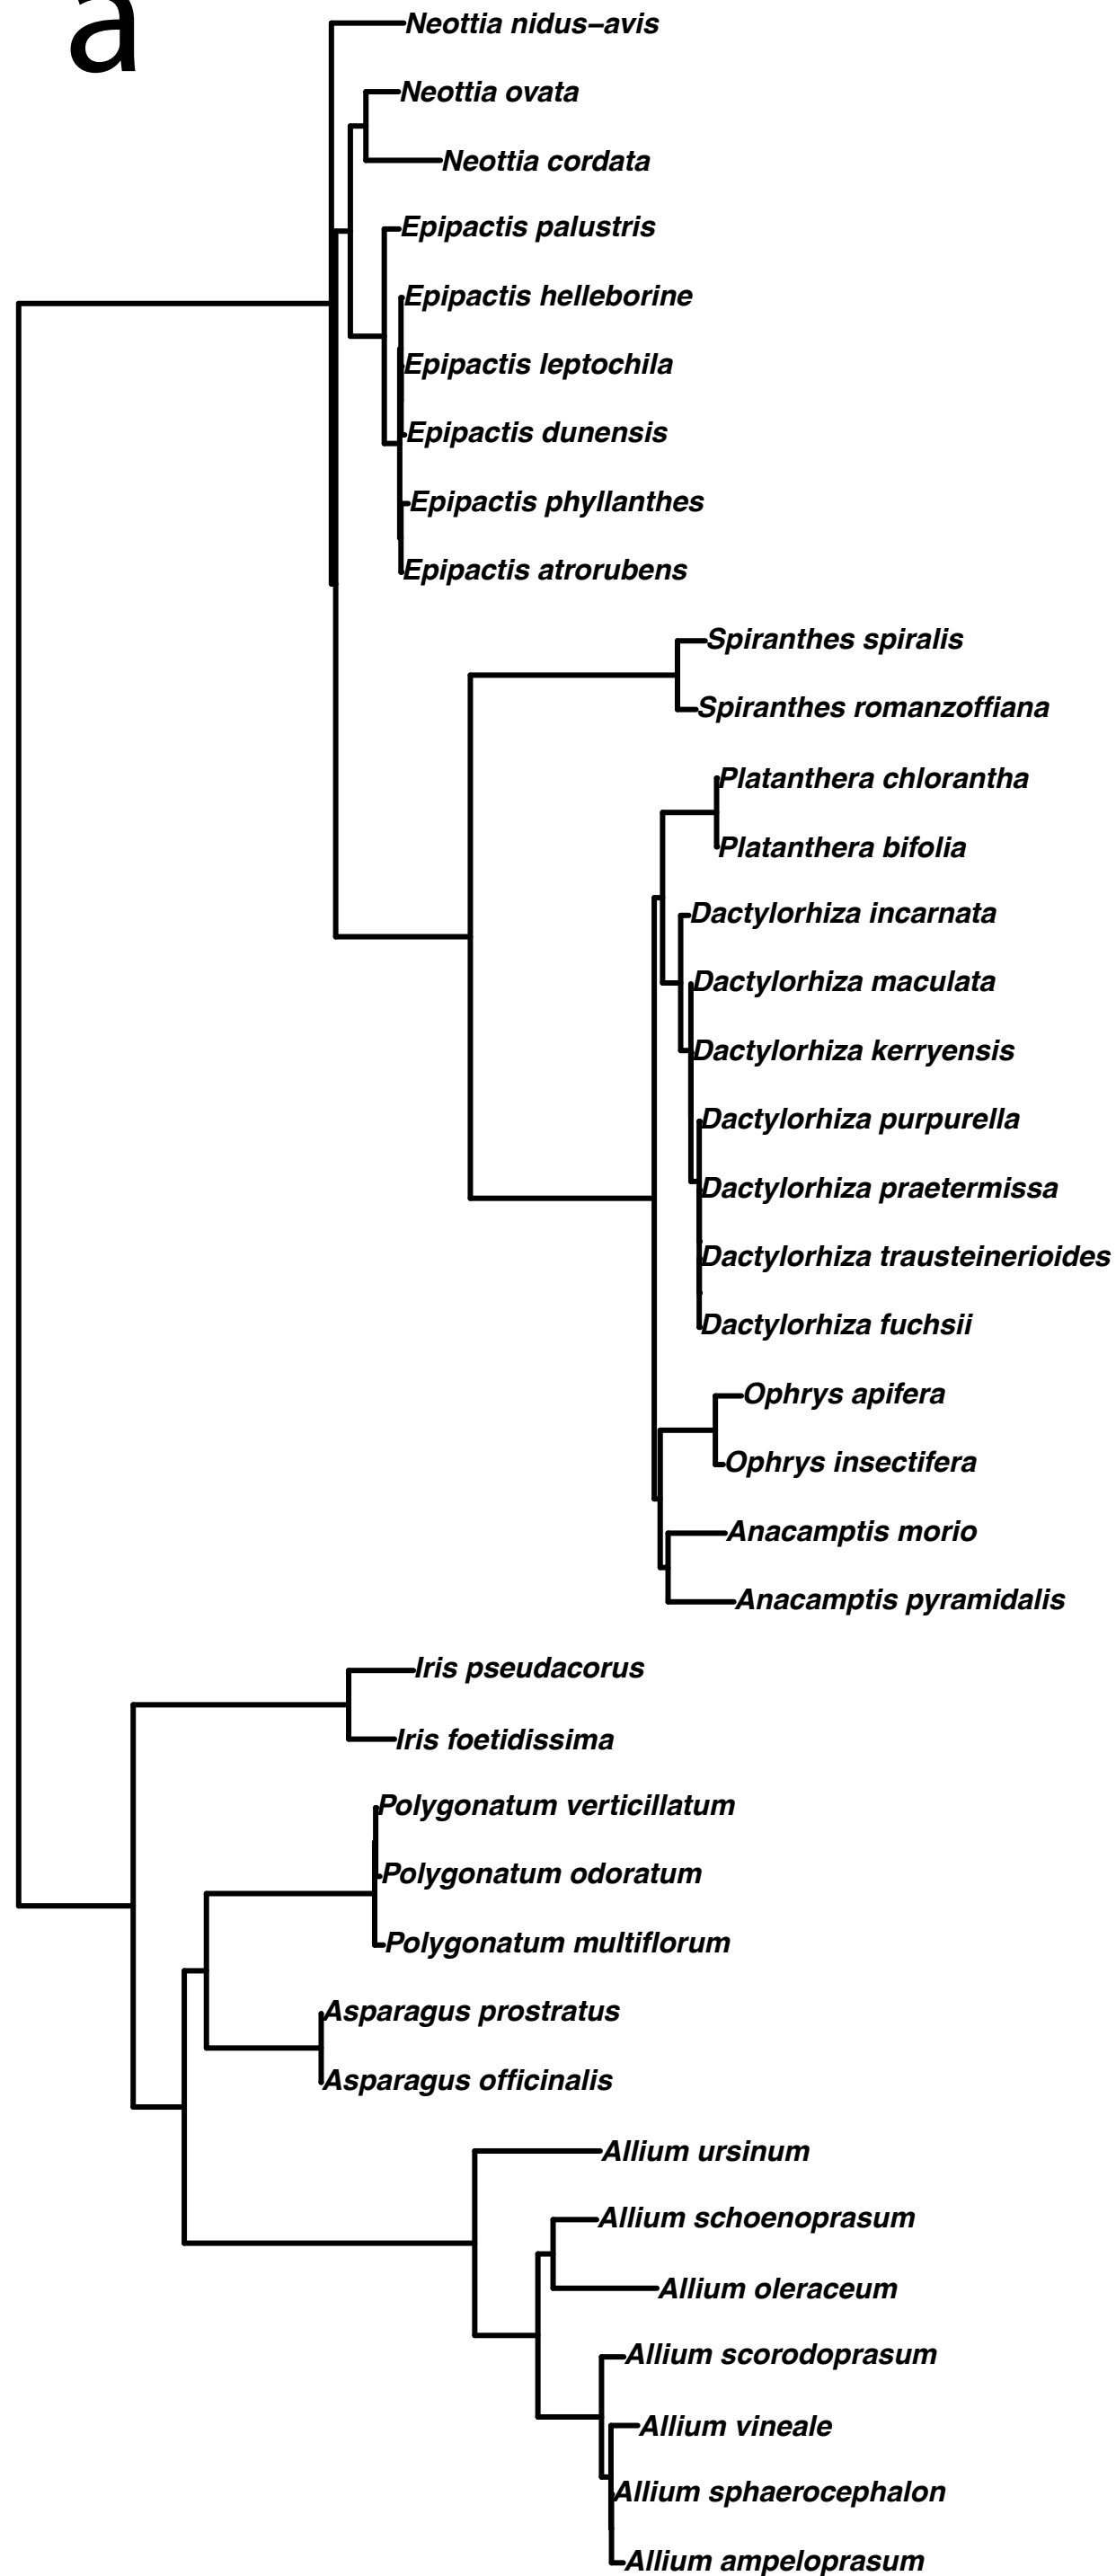 a
Neottia nidus–avis
Neottia ovata
Neottia cordata
Epipactis palustris
Epipactis helleborine
Epipactis leptochila
Epipactis dunensis
Epipactis phyllanthes
Epipactis atrorubens
Spiranthes spiralis
Spiranthes romanzoffiana
Platanthera chlorantha
Platanthera bifolia
Dactylorhiza incarnata
Dactylorhiza maculata
Dactylorhiza kerryensis
Dactylorhiza purpurella
Dactylorhiza praetermissa
Dactylorhiza trausteinerioides
Dactylorhiza fuchsii
Ophrys apifera
Ophrys insectifera
Anacamptis morio
Anacamptis pyramidalis
Iris pseudacorus
Iris foetidissima
Polygonatum verticillatum
Polygonatum odoratum
Polygonatum multiflorum
Asparagus prostratus
Asparagus officinalis
Allium ursinum
Allium schoenoprasum
Allium oleraceum
Allium scorodoprasum
Allium vineale
Allium sphaerocephalon
Allium ampeloprasum